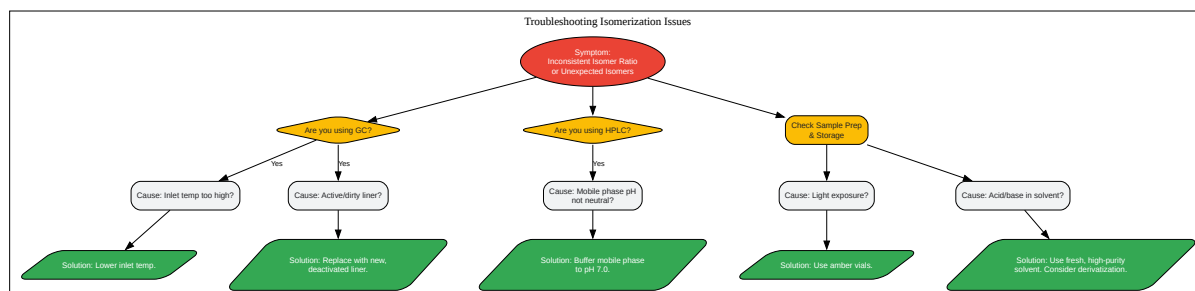 Troubleshooting Isomerization Issues
Symptom:
Inconsistent Isomer Ratio
or Unexpected Isomers
Are you using GC?
Are you using HPLC?
Check Sample Prep
& Storage
Yes
Yes
Yes
Cause: Inlet temp too high?
Cause: Active/dirty liner?
Cause: Mobile phase pH
not neutral?
Cause: Light exposure?
Cause: Acid/base in solvent?
Solution: Lower inlet temp.
Solution: Replace with new,
deactivated liner.
Solution: Buffer mobile phase
to pH 7.0.
Solution: Use amber vials.
Solution: Use fresh, high-purity
solvent. Consider derivatization.